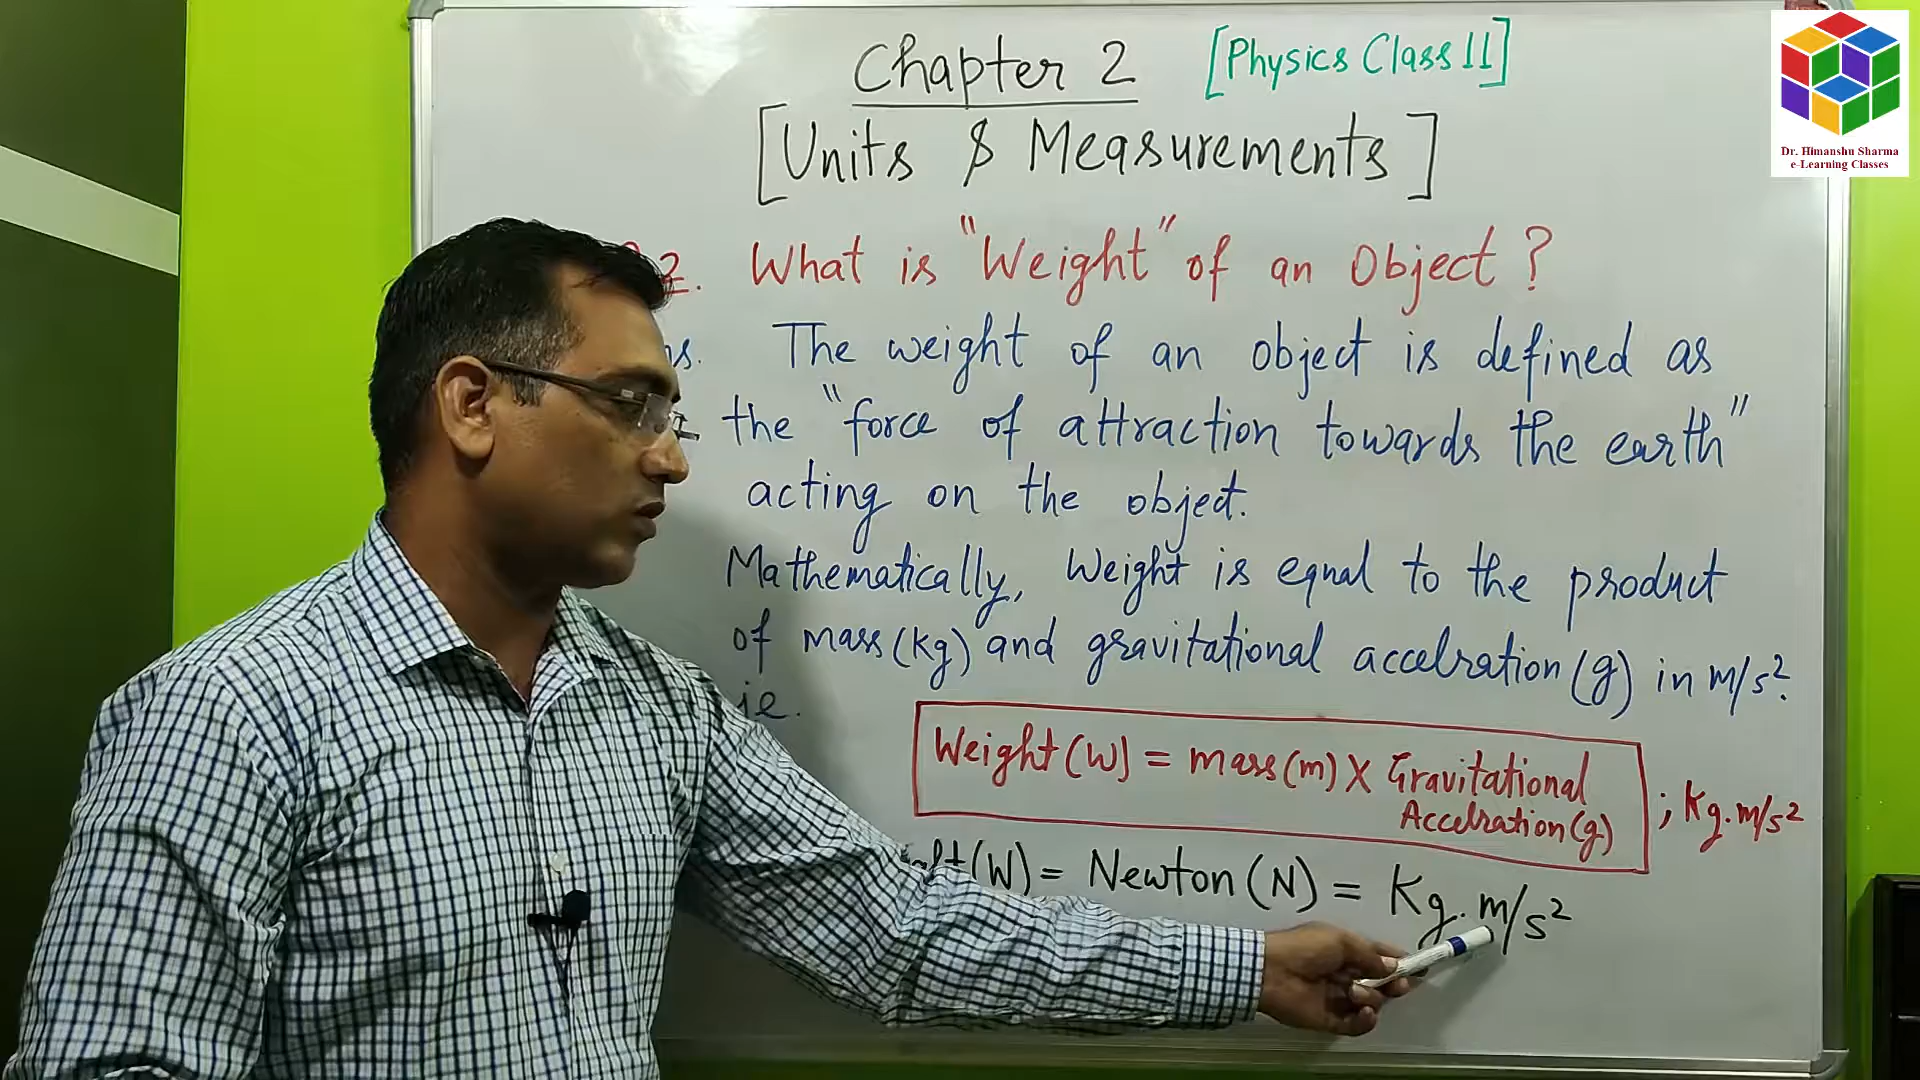 Chapter 2 [Physics Class 11]
[Units & Measurements]
2. What is "Weight" of an Object?
The weight of an object is defined as
the "force of attraction towards the earth"
acting on the object.
Mathematically, Weight is equal to the product
of mass(kg) and gravitational accelration(g) in m/s².
ie.
Weight(W) = mass(m) X Gravitational
Accelration(g) ; Kg.m/s²
(W) = Newton(N) = Kg.m/s²
Dr. Himanshu Sharma
e-Learning Classes